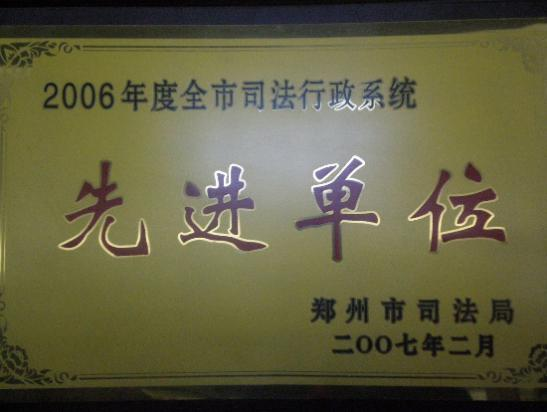 2006年度全市司法行政系统
先进单位
郑州市司法局
二〇〇七年二月